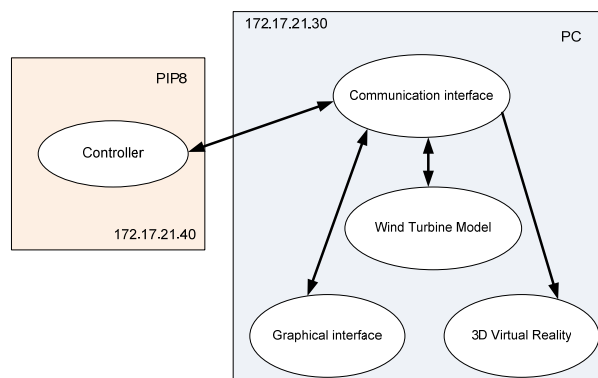 172.17.21.30
PC
PIP8
Communication interface
Controller
Wind Turbine Model
172.17.21.40
Graphical interface
3D Virtual Reality